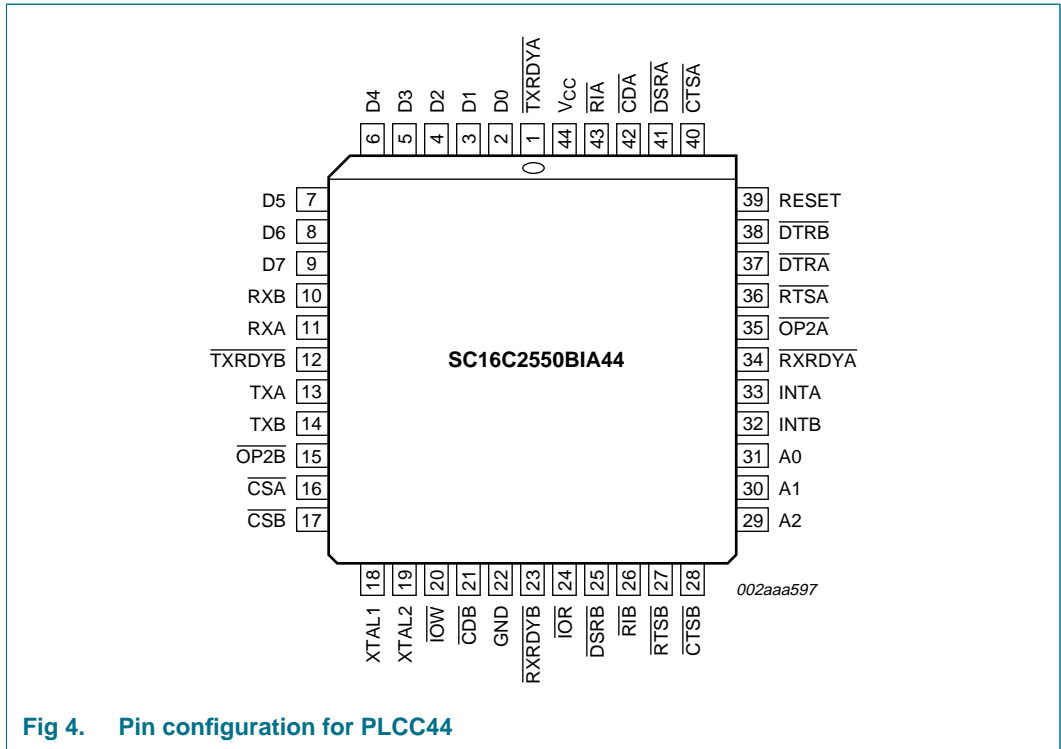 D4 D3 D2 D1 D0 TXRDYA VCC RIA CDA DSRA CTSA
6 5 4 3 2 1 44 43 42 41 40
D5 7 39 RESET
D6 8 38 DTRB
D7 9 37 DTRA
RXB 10 36 RTSA
RXA 11 35 OP2A
TXRDYB 12 SC16C2550BIA44 34 RXRDYA
TXA 13 33 INTA
TXB 14 32 INTB
OP2B 15 31 A0
CSA 16 30 A1
CSB 17 29 A2
18 19 20 21 22 23 24 25 26 27 28
002aaa597
XTAL1 XTAL2 IOW CDB GND RXRDYB IOR DSRB RIB RTSB CTSB
Fig 4. Pin configuration for PLCC44